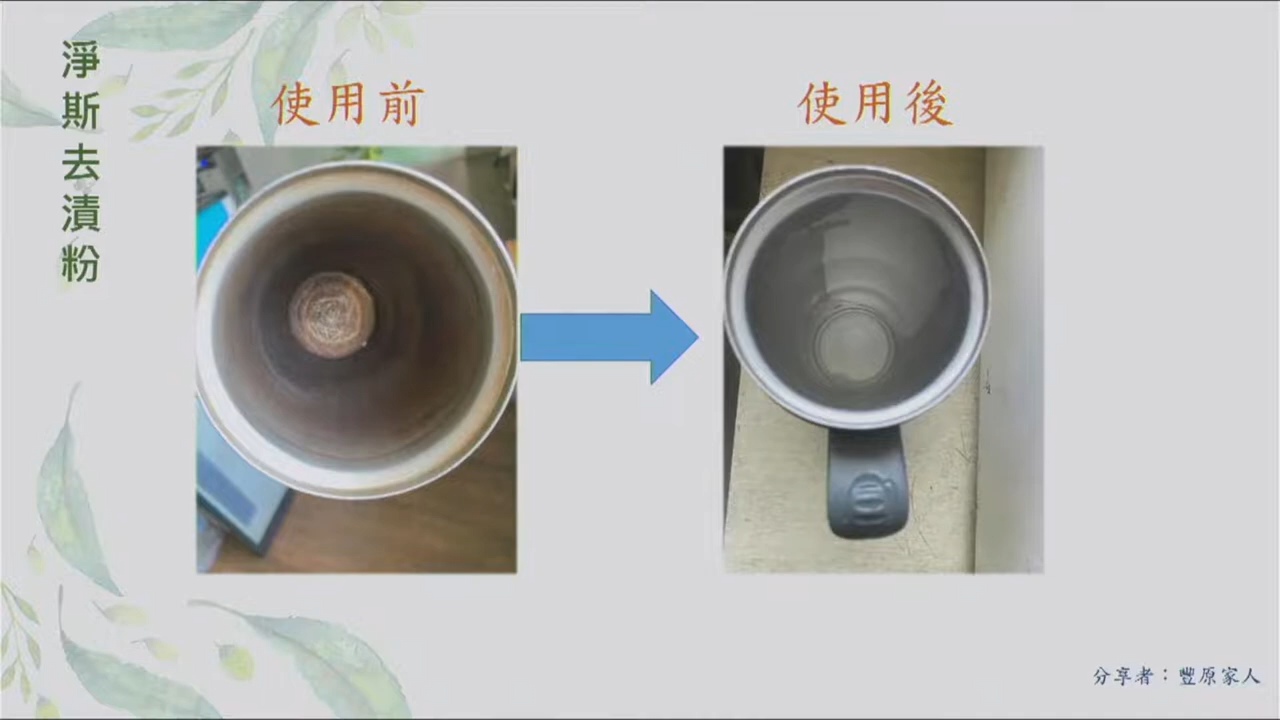 淨斯去漬粉
使用前
使用後
分享者：豐原家人